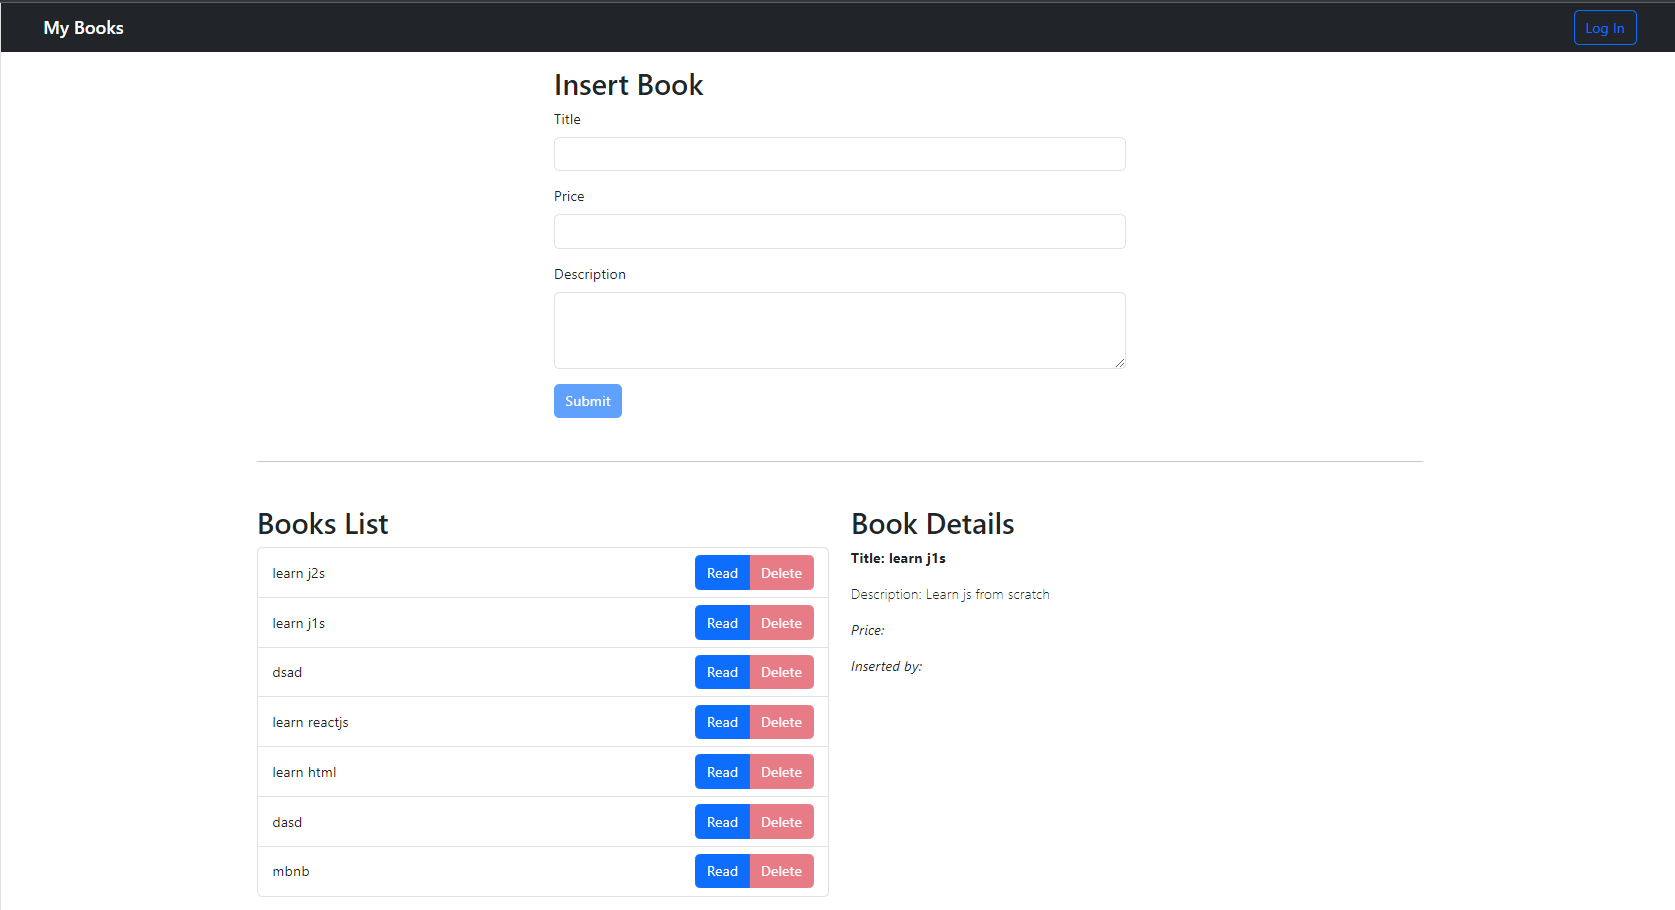 My Books
Log In
Insert Book
Title
Price
Description
Submit
Books List
learn j2s Read Delete
learn j1s Read Delete
dsad Read Delete
learn reactjs Read Delete
learn html Read Delete
dasd Read Delete
mbnb Read Delete
Book Details
Title: learn j1s
Description: Learn js from scratch
Price:
Inserted by: